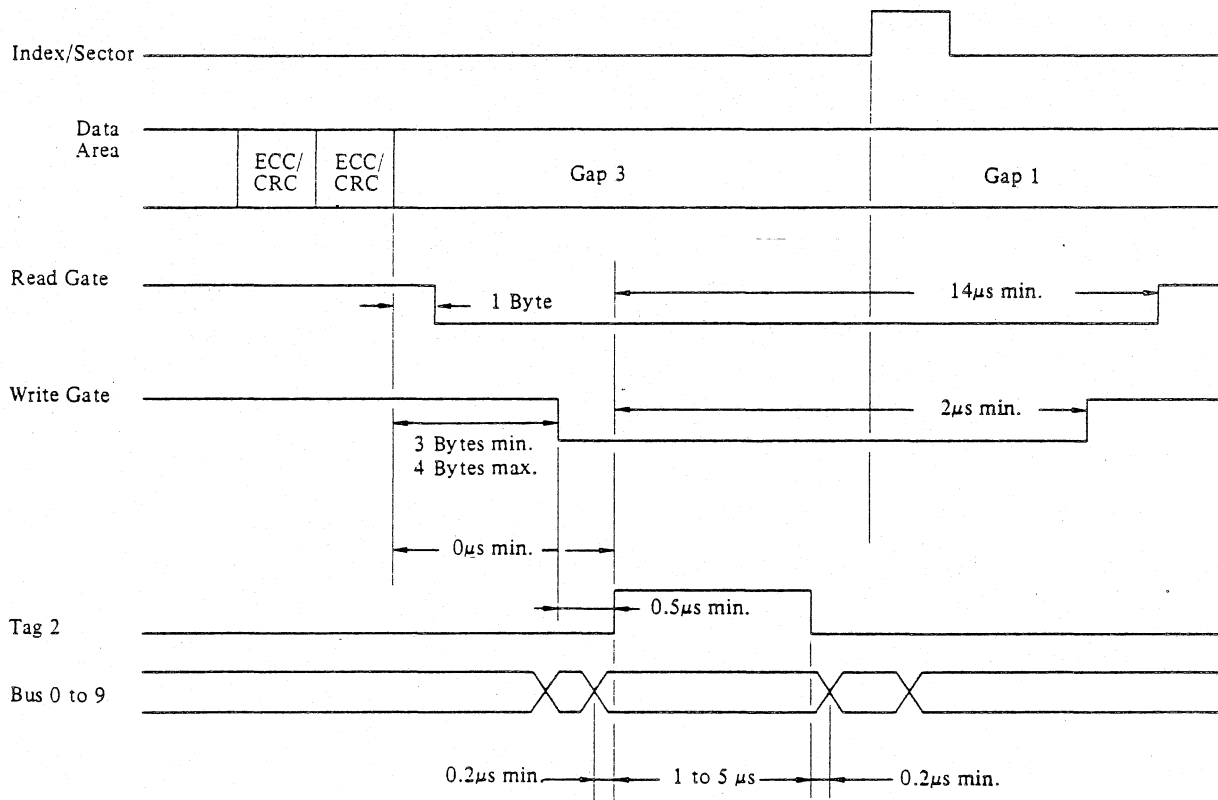 Index/Sector
Data
Area
ECC/
CRC
ECC/
CRC
Gap 3
Gap 1
Read Gate
1 Byte
14μs min.
Write Gate
2μs min.
3 Bytes min.
4 Bytes max.
0μs min.
0.5μs min.
Tag 2
Bus 0 to 9
0.2μs min.
1 to 5 μs
0.2μs min.